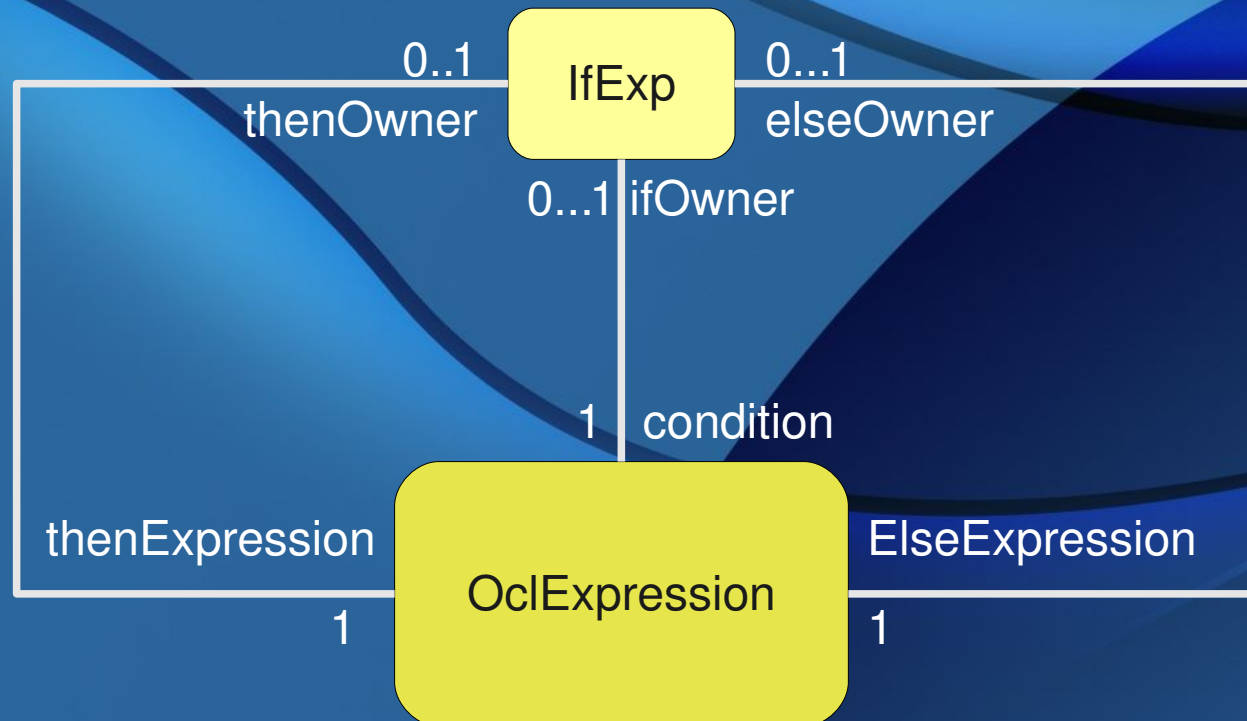 0..1
IfExp
0...1
thenOwner
elseOwner
0...1 ifOwner
1 condition
thenExpression
ElseExpression
OclExpression
1
1